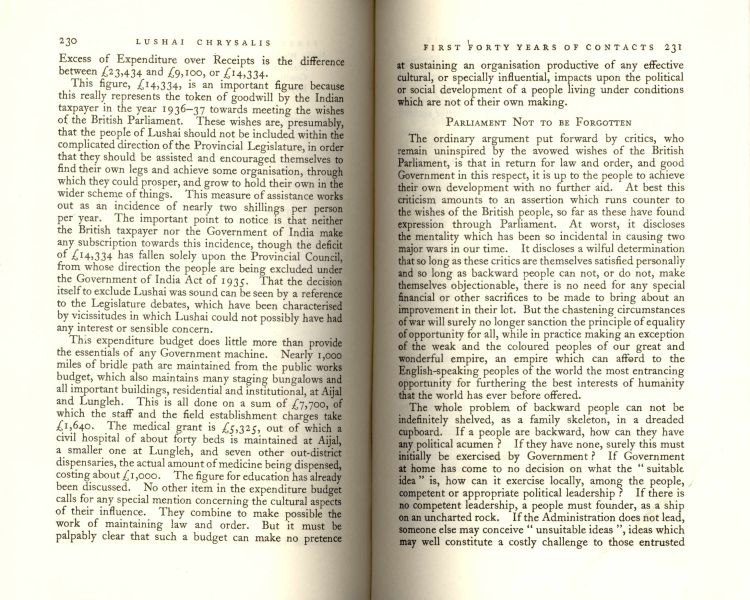 230 LUSHAI CHRYSALIS
Excess of Expenditure over Receipts is the difference
between £23,434 and £9,100, or £14,334.
This figure, £14,334, is an important figure because
this really represents the token of goodwill by the Indian
taxpayer in the year 1936–37 towards meeting the wishes
of the British Parliament. These wishes are, presumably,
that the people of Lushai should not be included within the
complicated direction of the Provincial Legislature, in order
that they should be assisted and encouraged themselves to
find their own legs and achieve some organisation, through
which they could prosper, and grow to hold their own in the
wider scheme of things. This measure of assistance works
out as an incidence of nearly two shillings per person
per year. The important point to notice is that neither
the British taxpayer nor the Government of India make
any subscription towards this incidence, though the deficit
of £14,334 has fallen solely upon the Provincial Council,
from whose direction the people are being excluded under
the Government of India Act of 1935. That the decision
itself to exclude Lushai was sound can be seen by a reference
to the Legislature debates, which have been characterised
by vicissitudes in which Lushai could not possibly have had
any interest or sensible concern.
This expenditure budget does little more than provide
the essentials of any Government machine. Nearly 1,000
miles of bridle path are maintained from the public works
budget, which also maintains many staging bungalows and
all important buildings, residential and institutional, at Aijal
and Lungleh. This is all done on a sum of £7,700, of
which the staff and the field establishment charges take
£1,640. The medical grant is £5,325, out of which a
civil hospital of about forty beds is maintained at Aijal,
a smaller one at Lungleh, and seven other out-district
dispensaries, the actual amount of medicine being dispensed,
costing about £1,000. The figure for education has already
been discussed. No other item in the expenditure budget
calls for any special mention concerning the cultural aspects
of their influence. They combine to make possible the
work of maintaining law and order. But it must be
palpably clear that such a budget can make no pretence
FIRST FORTY YEARS OF CONTACTS 231
at sustaining an organisation productive of any effective
cultural, or specially influential, impacts upon the political
or social development of a people living under conditions
which are not of their own making.
PARLIAMENT NOT TO BE FORGOTTEN
The ordinary argument put forward by critics, who
remain uninspired by the avowed wishes of the British
Parliament, is that in return for law and order, and good
Government in this respect, it is up to the people to achieve
their own development with no further aid. At best this
criticism amounts to an assertion which runs counter to
the wishes of the British people, so far as these have found
expression through Parliament. At worst, it discloses
the mentality which has been so incidental in causing two
major wars in our time. It discloses a wilful determination
that so long as these critics are themselves satisfied personally
and so long as backward people can not, or do not, make
themselves objectionable, there is no need for any special
financial or other sacrifices to be made to bring about an
improvement in their lot. But the chastening circumstances
of war will surely no longer sanction the principle of equality
of opportunity for all, while in practice making an exception
of the weak and the coloured peoples of our great and
wonderful empire, an empire which can afford to the
English-speaking peoples of the world the most entrancing
opportunity for furthering the best interests of humanity
that the world has ever before offered.
The whole problem of backward people can not be
indefinitely shelved, as a family skeleton, in a dreaded
cupboard. If a people are backward, how can they have
any political acumen ? If they have none, surely this must
initially be exercised by Government ? If Government
at home has come to no decision on what the “ suitable
idea ” is, how can it exercise locally, among the people,
competent or appropriate political leadership ? If there is
no competent leadership, a people must founder, as a ship
on an uncharted rock. If the Administration does not lead,
someone else may conceive “ unsuitable ideas ”, ideas which
may well constitute a costly challenge to those entrusted